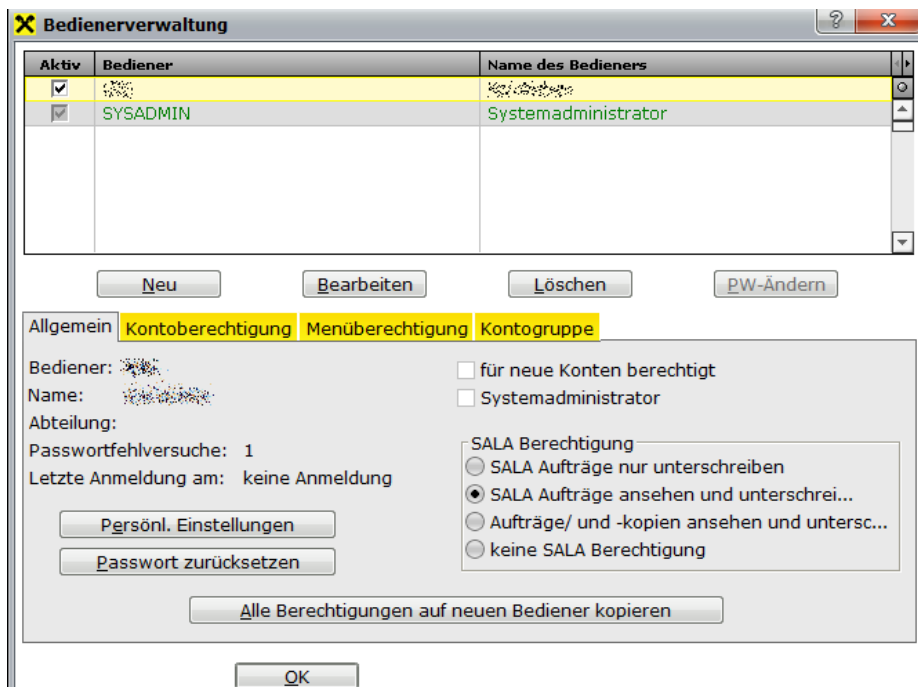 Bedienerverwaltung
Aktiv Bediener Name des Bedieners
SYSADMIN Systemadministrator
Neu Bearbeiten Löschen PW-Ändern
Allgemein Kontoberechtigung Menüberechtigung Kontogruppe
Bediener:
für neue Konten berechtigt
Name:
Systemadministrator
Abteilung:
Passwortfehlversuche: 1
Letzte Anmeldung am: keine Anmeldung
SALA Berechtigung
SALA Aufträge nur unterschreiben
SALA Aufträge ansehen und unterschrei...
Aufträge/ und -kopien ansehen und untersc...
keine SALA Berechtigung
Persönl. Einstellungen
Passwort zurücksetzen
Alle Berechtigungen auf neuen Bediener kopieren
OK